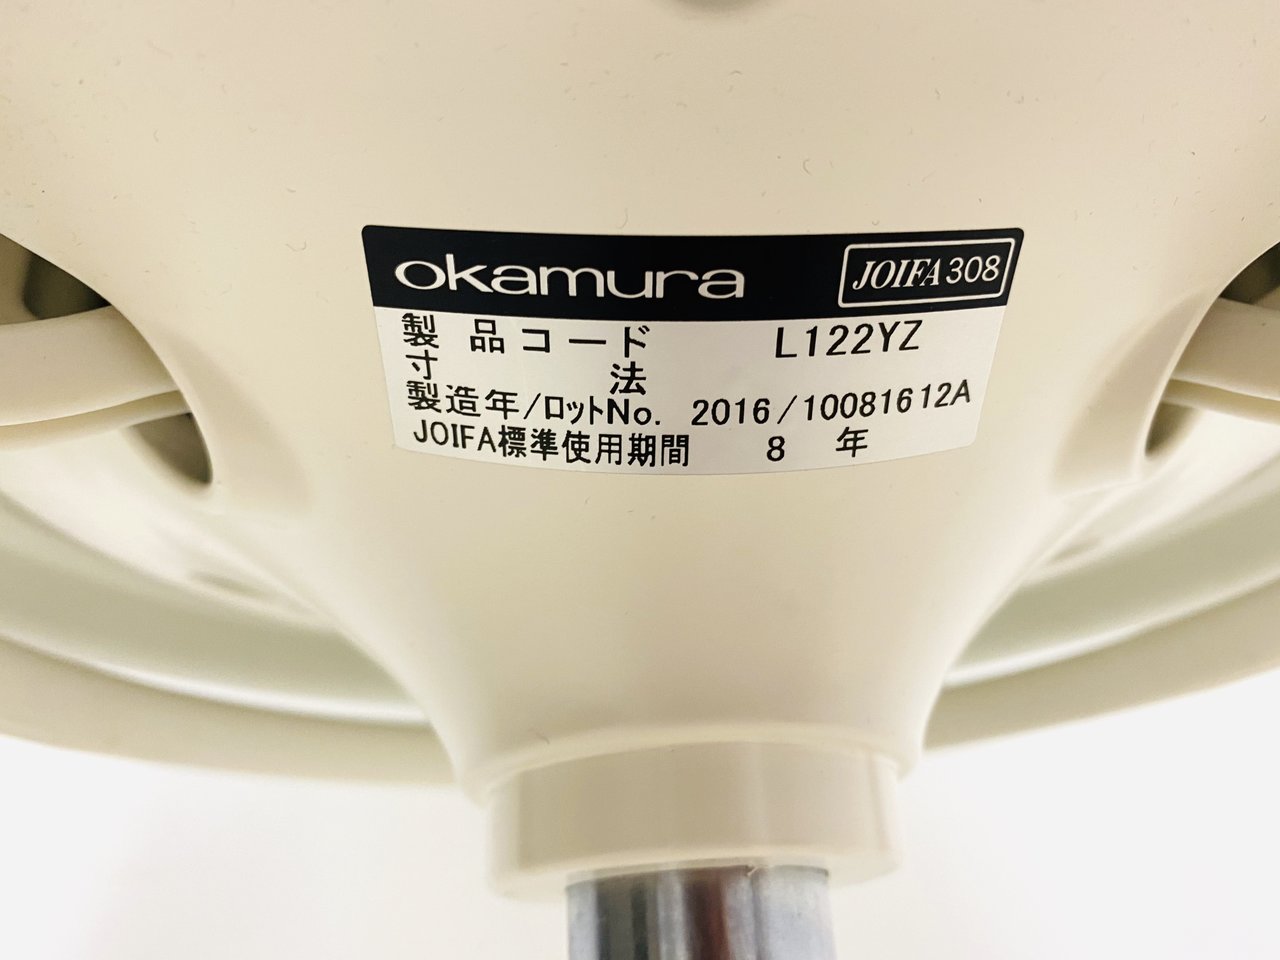 okamura JOIFA308
製品コード L122YZ
寸法
製造年/ロットNo. 2016/10081612A
JOIFA標準使用期間 8 年